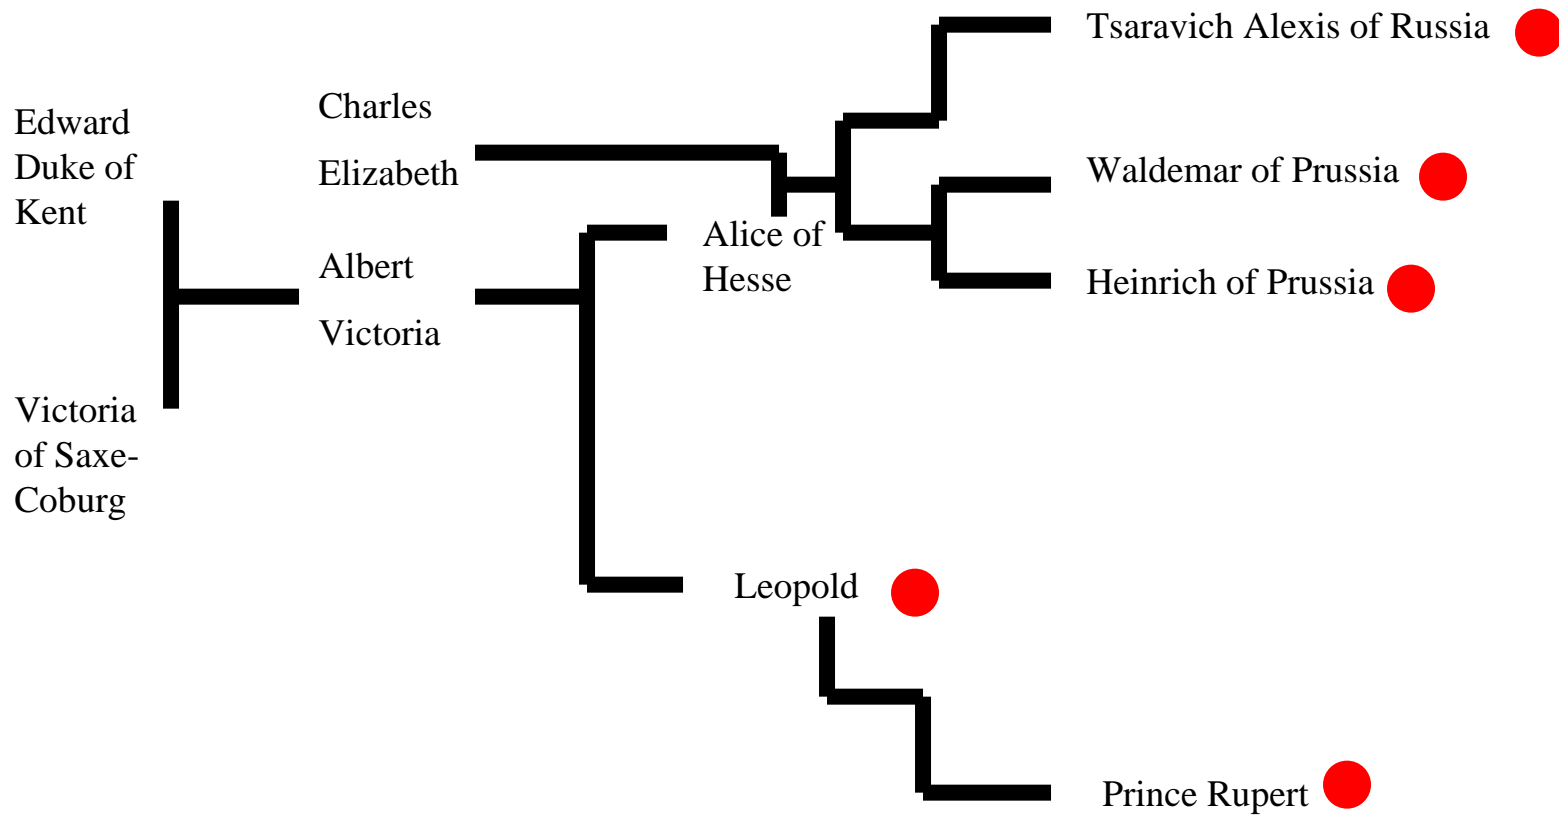 Edward
Duke of
Kent
Victoria
of Saxe-
Coburg
Charles
Elizabeth
Albert
Victoria
Alice of
Hesse
Leopold
Tsaravich Alexis of Russia
Waldemar of Prussia
Heinrich of Prussia
Prince Rupert